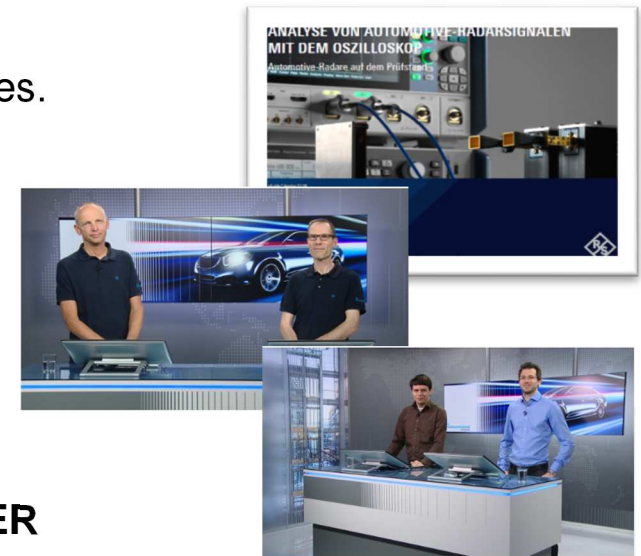 ANALYSE VON AUTOMOTIVE-RADARSIGNALEN
MIT DEM OSZILLOSKOP
Automotive-Radare auf dem Prüfstand
es.
R&S
ER